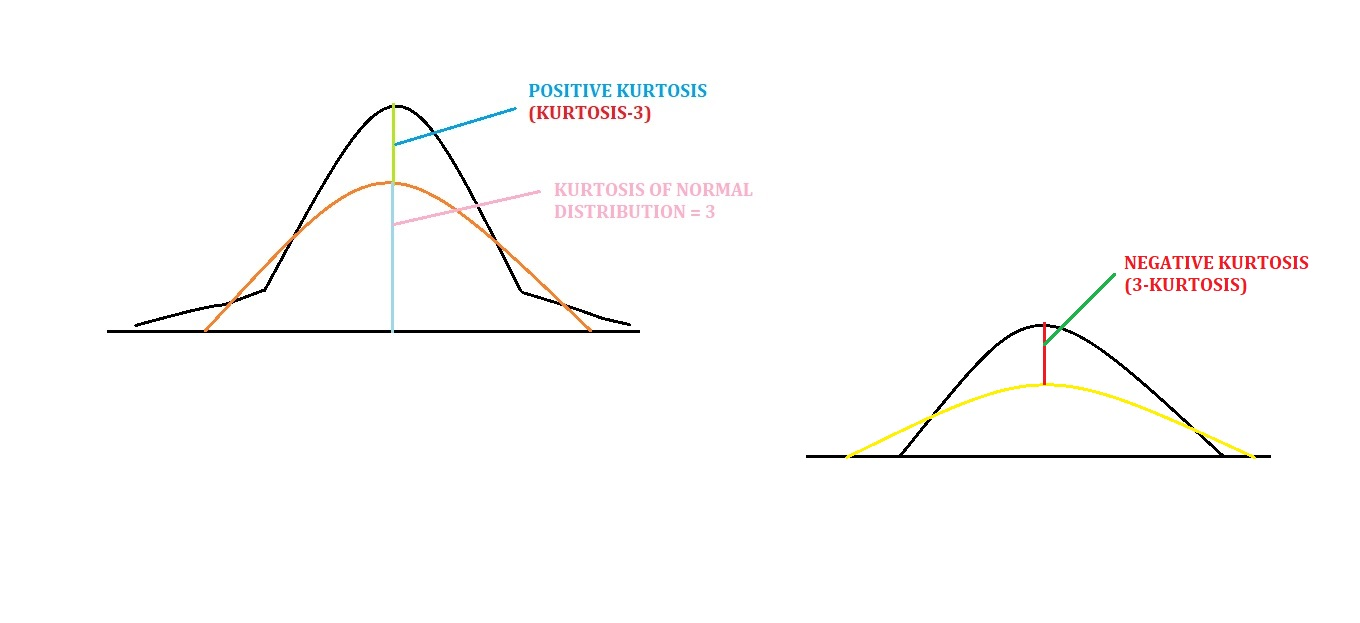 POSITIVE KURTOSIS
(KURTOSIS-3)
KURTOSIS OF NORMAL
DISTRIBUTION = 3
NEGATIVE KURTOSIS
(3-KURTOSIS)